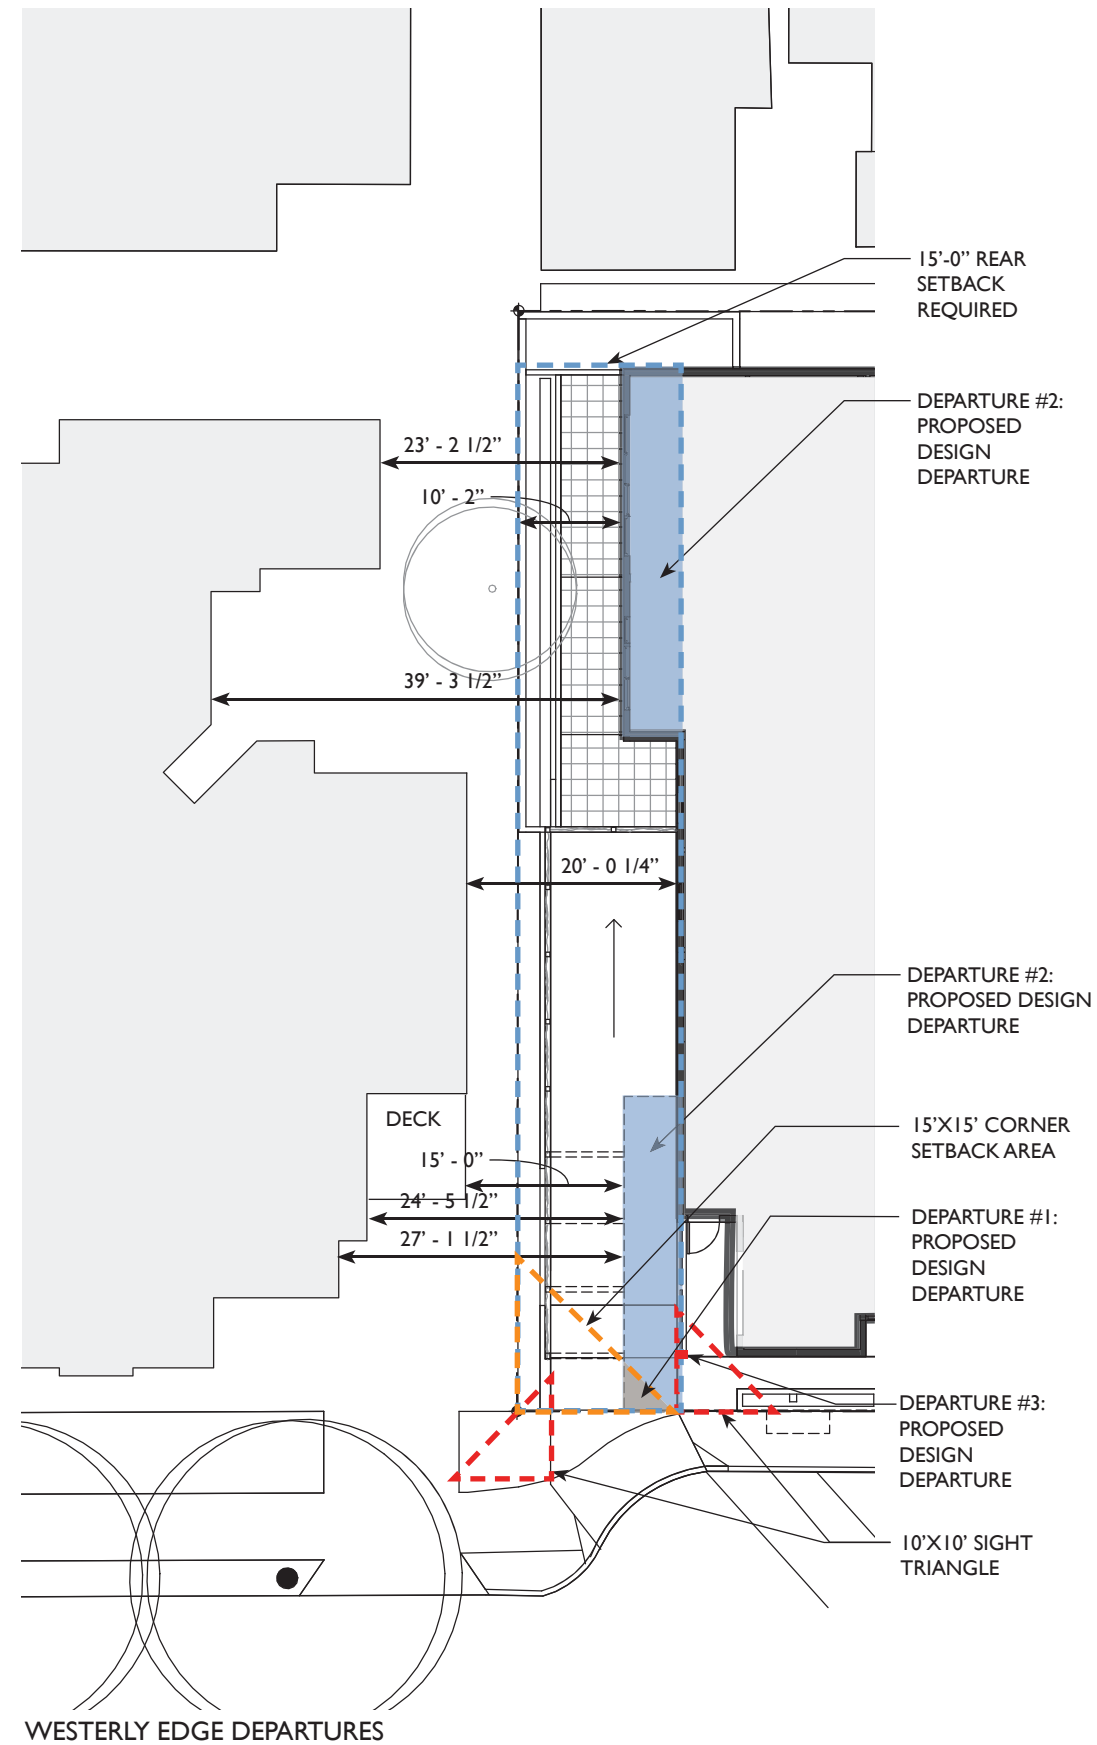 15’-0” REAR
SETBACK
REQUIRED
DEPARTURE #2:
PROPOSED
DESIGN
DEPARTURE
23’ - 2 1/2”
10’ - 2”
39’ - 3 1/2”
20’ - 0 1/4”
DEPARTURE #2:
PROPOSED DESIGN
DEPARTURE
DECK
15’X15’ CORNER
SETBACK AREA
15’ - 0”
24’ - 5 1/2”
27’ - 1 1/2”
DEPARTURE #1:
PROPOSED
DESIGN
DEPARTURE
DEPARTURE #3:
PROPOSED
DESIGN
DEPARTURE
10’X10’ SIGHT
TRIANGLE
WESTERLY EDGE DEPARTURES